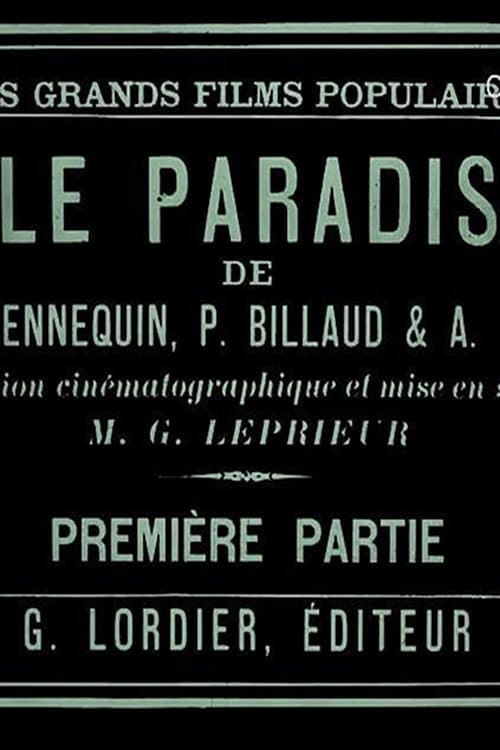 S GRANDS FILMS POPULAIR
LE PARADIS
DE
ENNEQUIN, P. BILLAUD & A.
ion cinématographique et mise en s
M. G. LEPRIEUR
PREMIÈRE PARTIE
G. LORDIER, ÉDITEUR